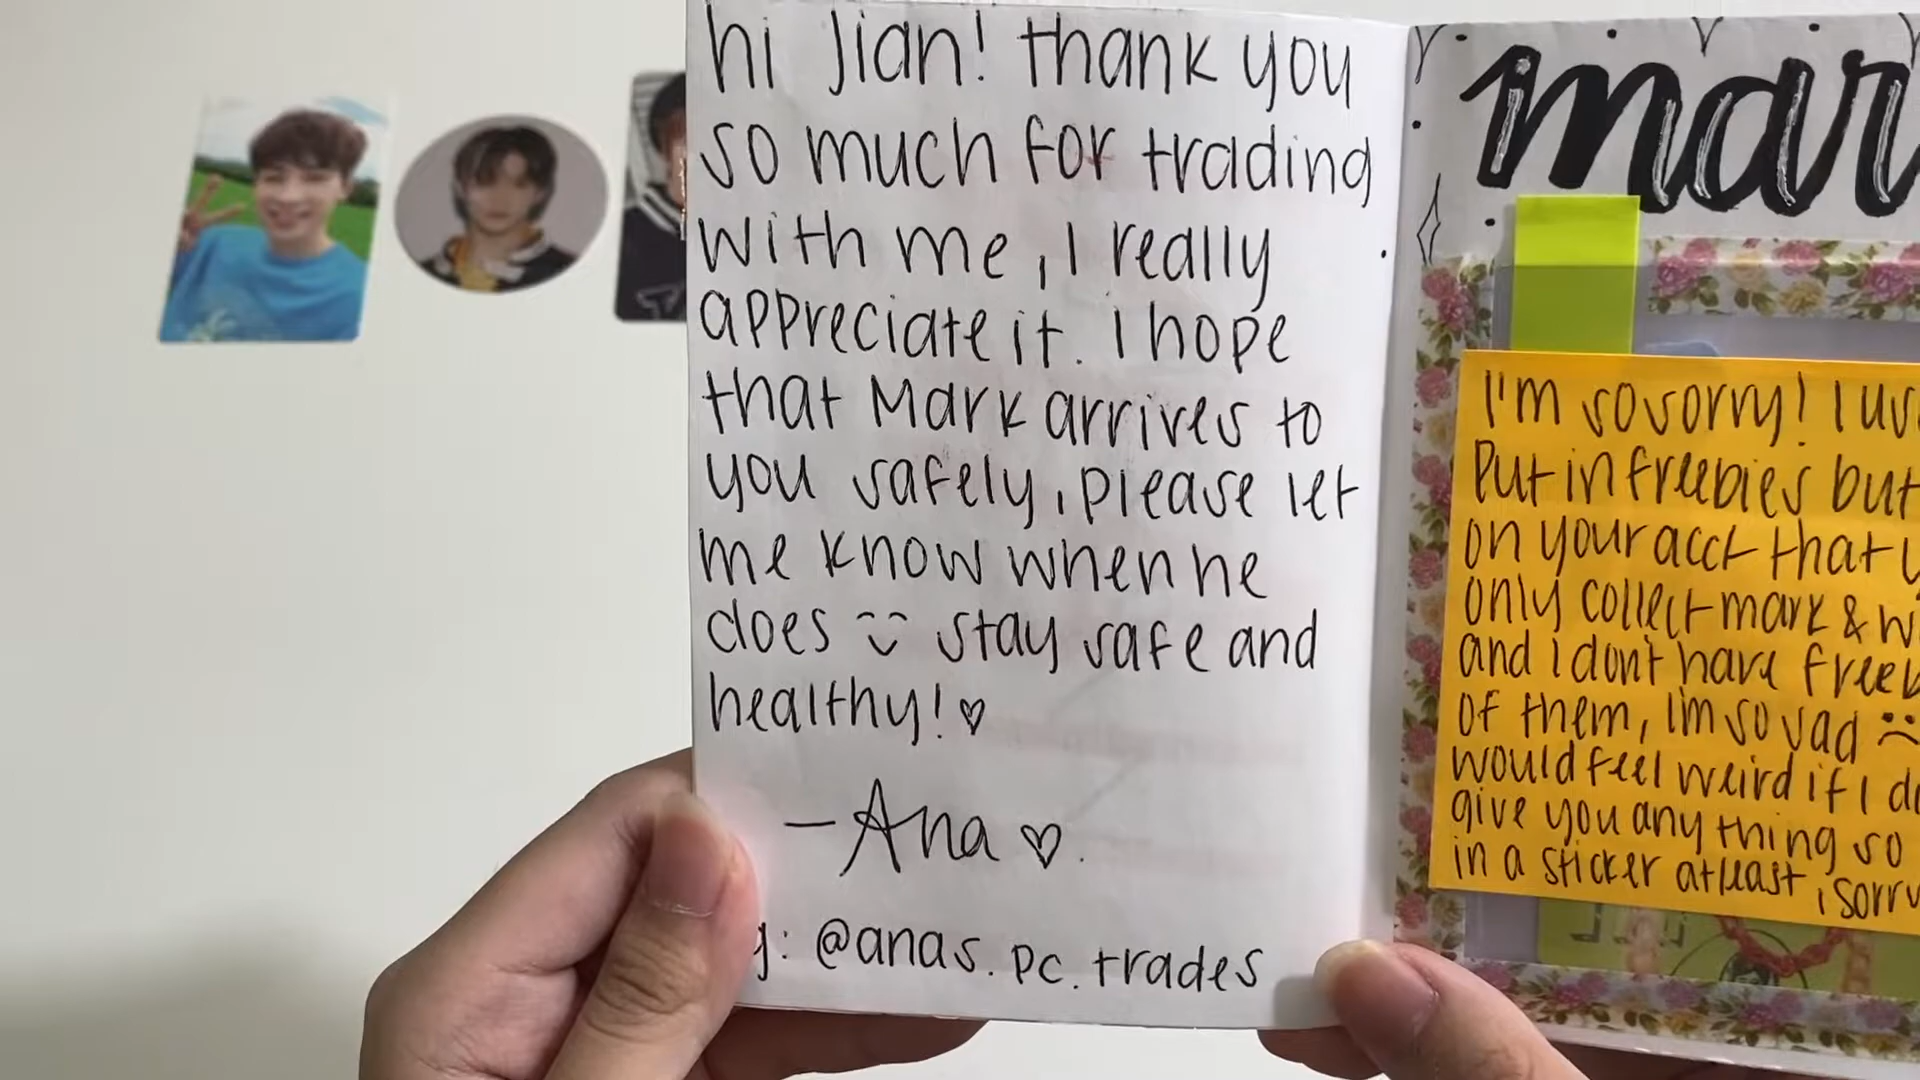 hi Jian! thank you
so much for trading
with me, I really
appreciate it. I hope
that Mark arrives to
you safely, please let
me know when he
does stay safe and
healthy!
- Ana
: @anas.pc.trades
mar
I'm so sorry! I us
put in freebies but
on your acct that
only collect mark & w
and I don't have freeb
of them, I'm so sad :(
would feel weird if I d
give you anything so
in a sticker atleast, sorry